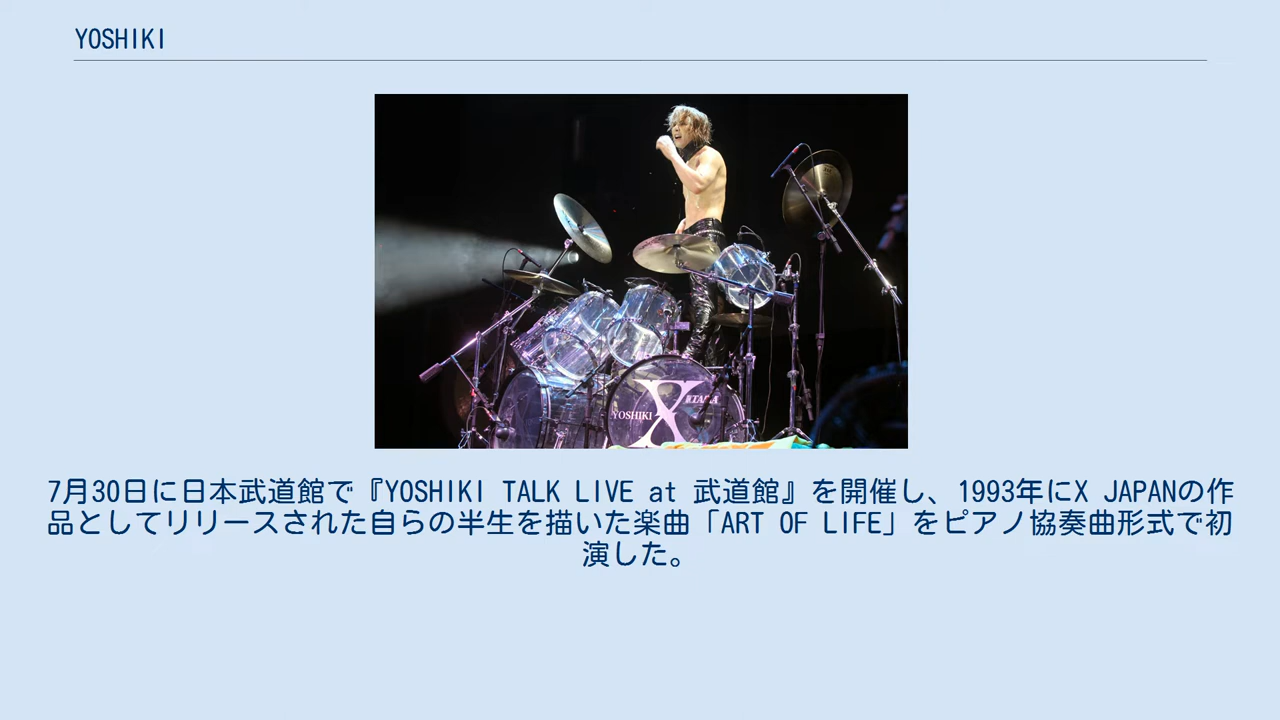 YOSHIKI
YOSHIKI
X
TAMA
7月30日に日本武道館で『YOSHIKI TALK LIVE at 武道館』を開催し、1993年にX JAPANの作
品としてリリースされた自らの半生を描いた楽曲「ART OF LIFE」をピアノ協奏曲形式で初
演した。